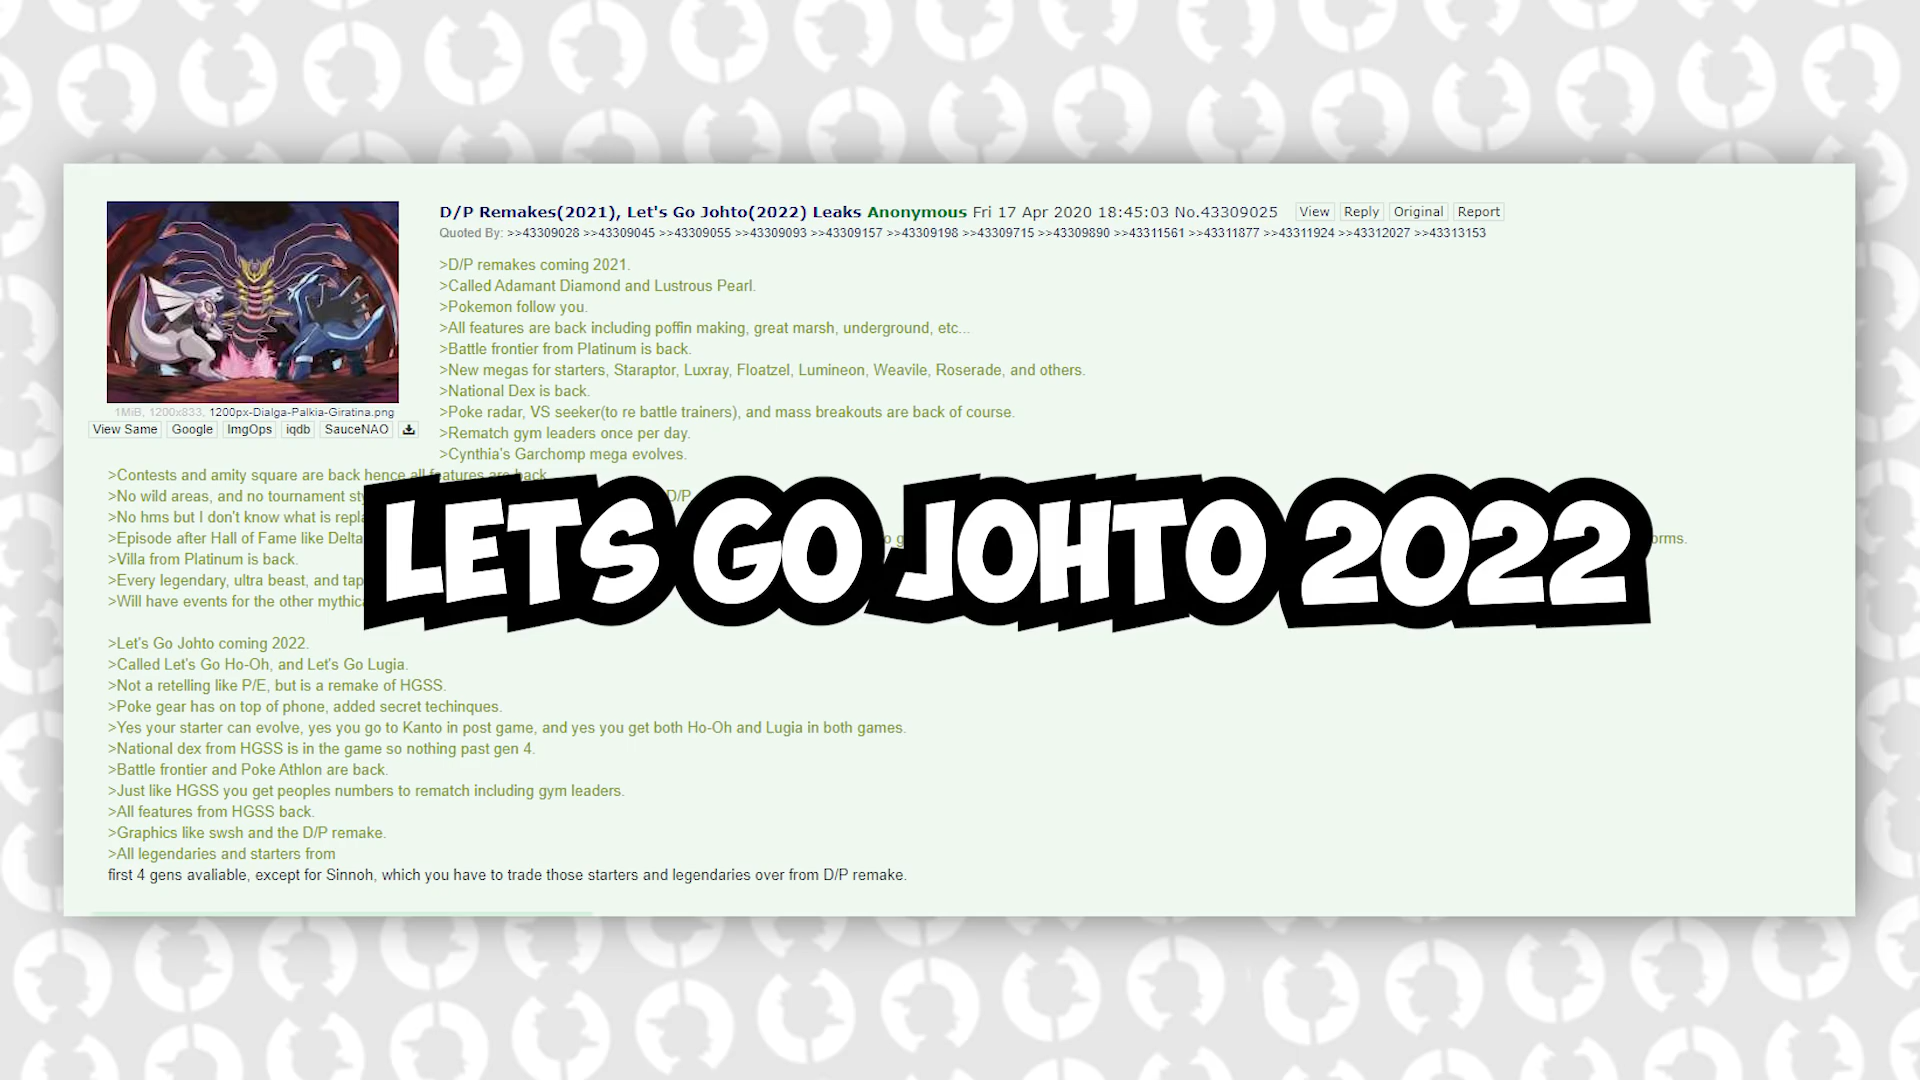 D/P Remakes(2021), Let's Go Johto(2022) Leaks Anonymous Fri 17 Apr 2020 18:45:03 No.43309025 View Reply Original Report
Quoted By: >>43309028 >>43309045 >>43309055 >>43309093 >>43309157 >>43309198 >>43309715 >>43309890 >>43311561 >>43311877 >>43311924 >>43312027 >>43313153
>D/P remakes coming 2021.
>Called Adamant Diamond and Lustrous Pearl.
>Pokemon follow you.
>All features are back including poffin making, great marsh, underground, etc...
>Battle frontier from Platinum is back.
>New megas for starters, Staraptor, Luxray, Floatzel, Lumineon, Weavile, Roserade, and others.
>National Dex is back.
>Poke radar, VS seeker(to re battle trainers), and mass breakouts are back of course.
>Rematch gym leaders once per day.
>Cynthia's Garchomp mega evolves.
1MiB, 1200x833, 1200px-Dialga-Palkia-Giratina.png
View Same Google ImgOps iqdb SauceNAO
>Contests and amity square are back hence all features are back
>No wild areas, and no tournament D/P
>No hms but I don't know what is
>Episode after Hall of Fame like Delta
>Villa from Platinum is back.
>Every legendary, ultra beast, and
>Will have events for the other
LETS GO JOHTO 2022
>Let's Go Johto coming 2022.
>Called Let's Go Ho-Oh, and Let's Go Lugia.
>Not a retelling like P/E, but is a remake of HGSS.
>Poke gear has on top of phone, added secret techinques.
>Yes your starter can evolve, yes you go to Kanto in post game, and yes you get both Ho-Oh and Lugia in both games.
>National dex from HGSS is in the game so nothing past gen 4.
>Battle frontier and Poke Athlon are back.
>Just like HGSS you get peoples numbers to rematch including gym leaders.
>All features from HGSS back.
>Graphics like swsh and the D/P remake.
>All legendaries and starters from
first 4 gens avaliable, except for Sinnoh, which you have to trade those starters and legendaries over from D/P remake.